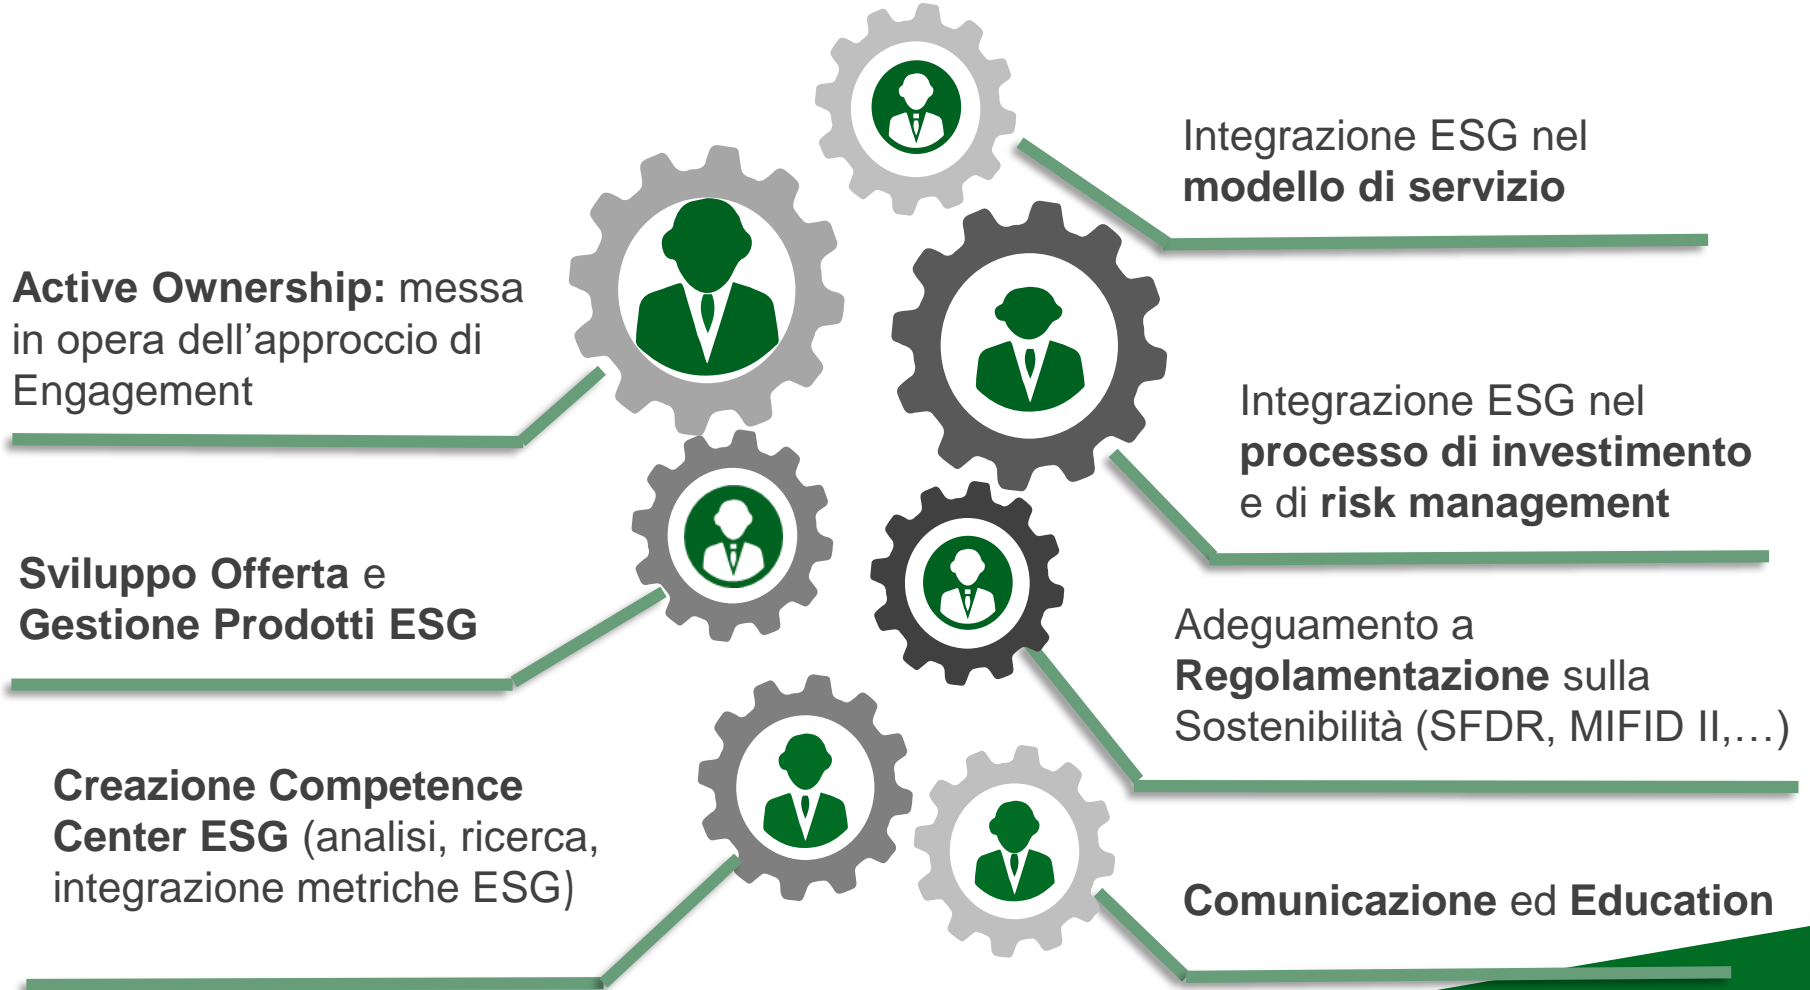 Integrazione ESG nel
modello di servizio
Active Ownership: messa
in opera dell’approccio di
Engagement
Integrazione ESG nel
processo di investimento
e di risk management
Sviluppo Offerta e
Gestione Prodotti ESG
Adeguamento a
Regolamentazione sulla
Sostenibilità (SFDR, MIFID II,…)
Creazione Competence
Center ESG (analisi, ricerca,
integrazione metriche ESG)
Comunicazione ed Education